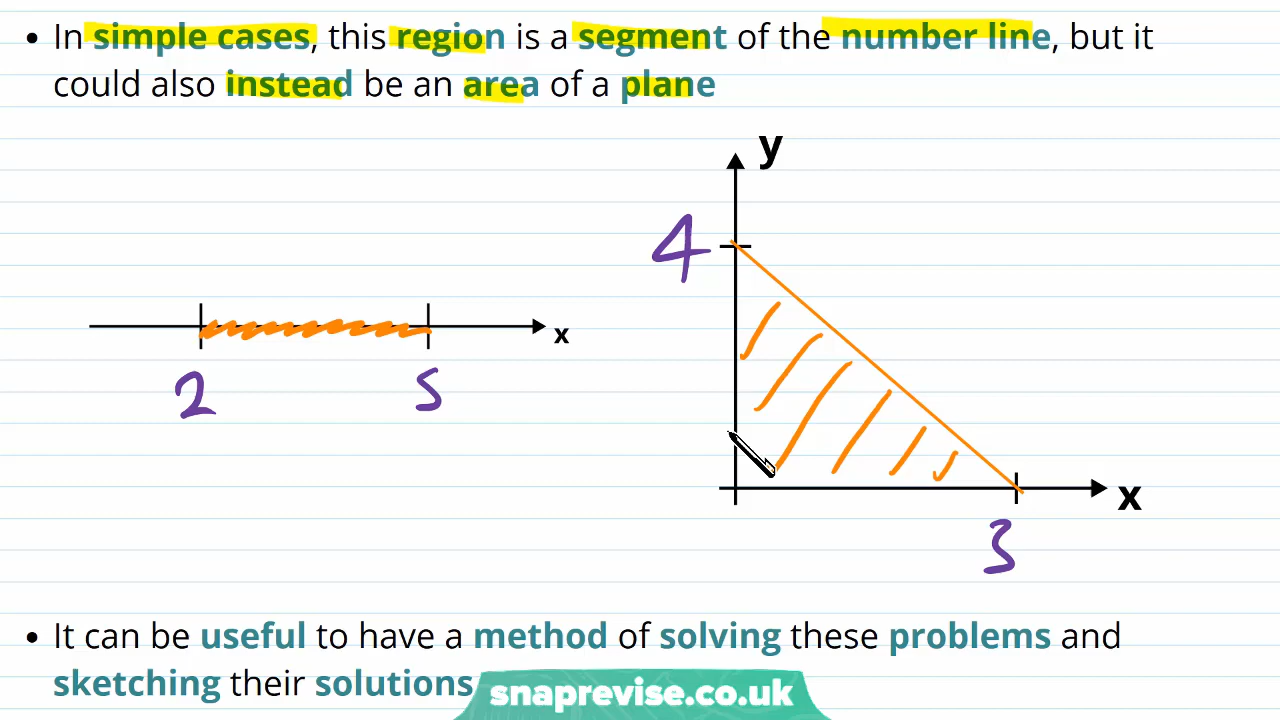 • In simple cases, this region is a segment of the number line, but it
could also instead be an area of a plane
y
4
x
2
5
x
3
• It can be useful to have a method of solving these problems and
sketching their solutions
snaprevise.co.uk